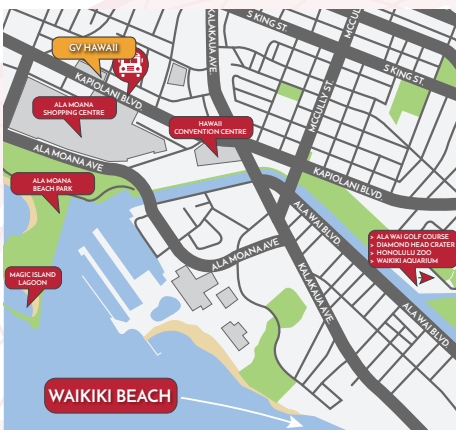 S KING ST.
MCCULLY ST.
KALAKAUA AVE.
GV HAWAII
S KING ST.
KAPIOLANI BLVD.
ALA MOANA
SHOPPING CENTRE
HAWAII
CONVENTION CENTRE
MCCULLY ST.
ALA MOANA AVE
KAPIOLANI BLVD.
ALA MOANA
BEACH PARK
ALA WAI BLVD.
ALA WAI GOLF COURSE
> DIAMOND HEAD CRATER
> HONOLULU ZOO
> WAIKIKI AQUARIUM
ALA MOANA AVE
MAGIC ISLAND
LAGOON
KALAKAUA AVE.
ALA WAI BLVD.
WAIKIKI BEACH